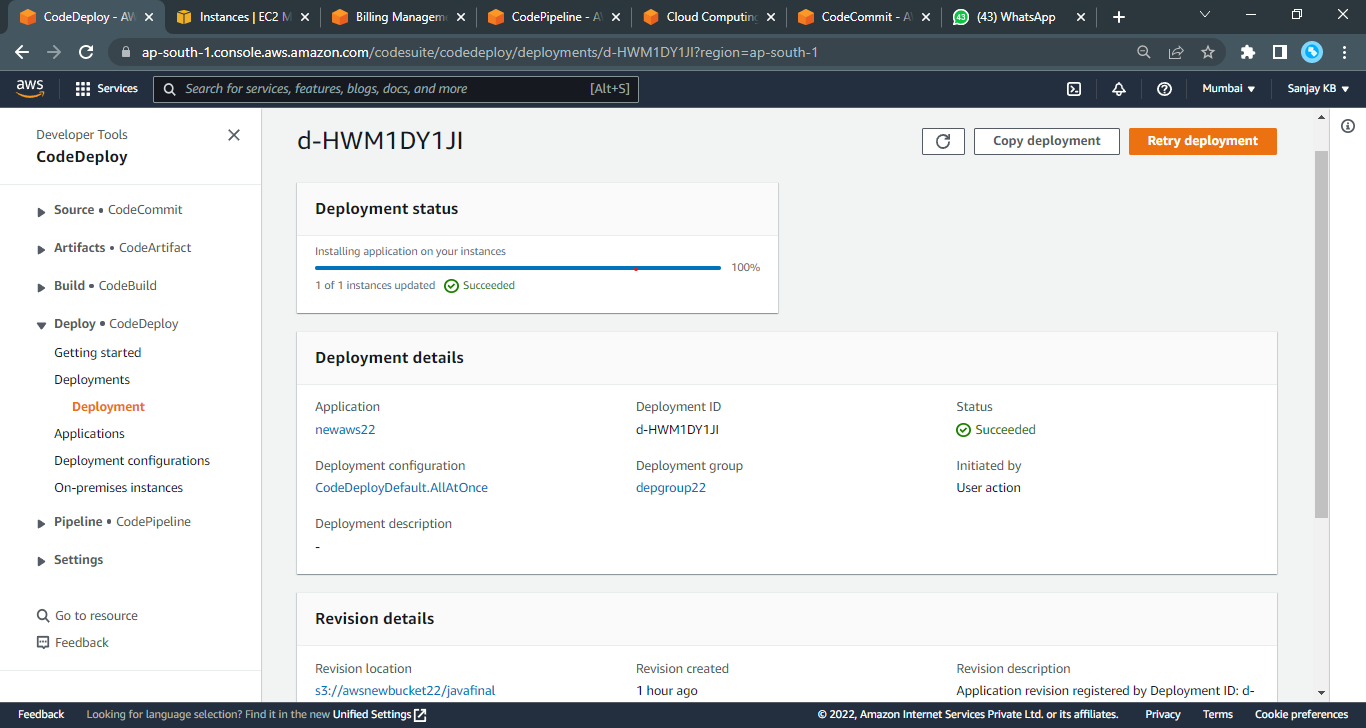 CodeDeploy - AW
Instances | EC2 M
Billing Managem
CodePipeline - A
Cloud Computing
CodeCommit - A
(43) WhatsApp
ap-south-1.console.aws.amazon.com/codesuite/codedeploy/deployments/d-HWM1DY1JI?region=ap-south-1
aws
Services
Search for services, features, blogs, docs, and more
[Alt+S]
Mumbai
Sanjay KB
Developer Tools
CodeDeploy
Source • CodeCommit
Artifacts • CodeArtifact
Build • CodeBuild
Deploy • CodeDeploy
Getting started
Deployments
Deployment
Applications
Deployment configurations
On-premises instances
Pipeline • CodePipeline
Settings
Go to resource
Feedback
d-HWM1DY1JI
Copy deployment
Retry deployment
Deployment status
Installing application on your instances
100%
1 of 1 instances updated
Succeeded
Deployment details
Application
newaws22
Deployment ID
d-HWM1DY1JI
Status
Succeeded
Deployment configuration
CodeDeployDefault.AllAtOnce
Deployment group
depgroup22
Initiated by
User action
Deployment description
-
Revision details
Revision location
s3://awsnewbucket22/javafinal
Revision created
1 hour ago
Revision description
Application revision registered by Deployment ID: d-
Feedback
Looking for language selection? Find it in the new Unified Settings
© 2022, Amazon Internet Services Private Ltd. or its affiliates.
Privacy
Terms
Cookie preferences